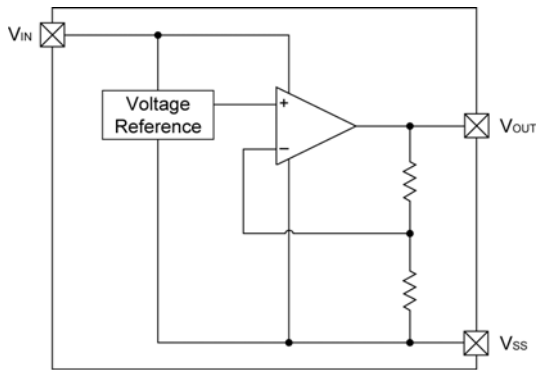 VIN
Voltage
Reference
+
−
VOUT
VSS